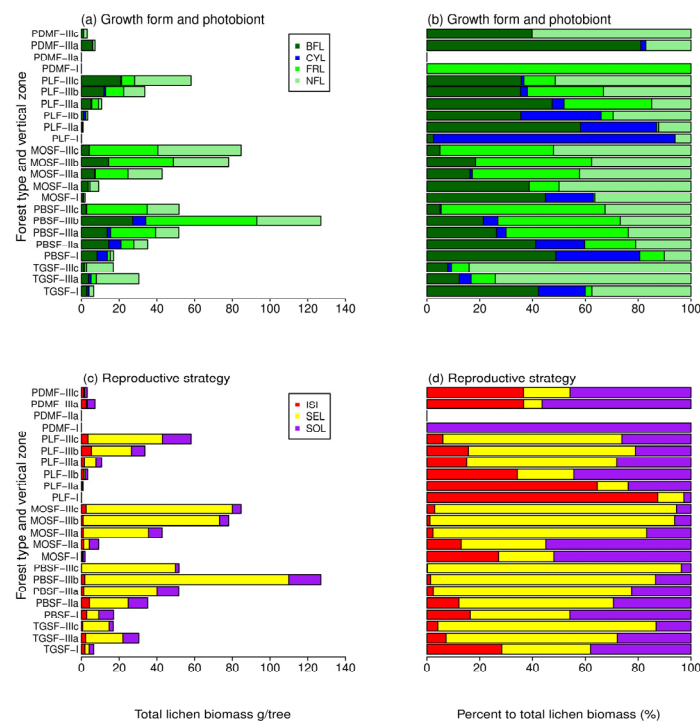 (a) Growth form and photobiont
PDMF−IIIc
PDMF−IIIa
PDMF−IIa
PDMF−I
PLF−IIIc
PLF−IIIb
PLF−IIIa
PLF−IIb
PLF−IIa
PLF−I
MOSF−IIIc
MOSF−IIIb
MOSF−IIIa
MOSF−IIa
MOSF−I
PBSF−IIIc
PBSF−IIIb
PBSF−IIIa
PBSF−IIa
PBSF−I
TGSF−IIIc
TGSF−IIIa
TGSF−I
BFL
CYL
FRL
NFL
0 20 40 60 80 100 120 140
Forest type and vertical zone
(b) Growth form and photobiont
0 20 40 60 80 100
(c) Reproductive strategy
PDMF−IIIc
PDMF−IIIa
PDMF−IIa
PDMF−I
PLF−IIIc
PLF−IIIb
PLF−IIIa
PLF−IIb
PLF−IIa
PLF−I
MOSF−IIIc
MOSF−IIIb
MOSF−IIIa
MOSF−IIa
MOSF−I
PBSF−IIIc
PBSF−IIIb
PBSF−IIIa
PBSF−IIa
PBSF−I
TGSF−IIIc
TGSF−IIIa
TGSF−I
ISI
SEL
SOL
0 20 40 60 80 100 120 140
Forest type and vertical zone
Total lichen biomass g/tree
(d) Reproductive strategy
0 20 40 60 80 100
Percent to total lichen biomass (%)